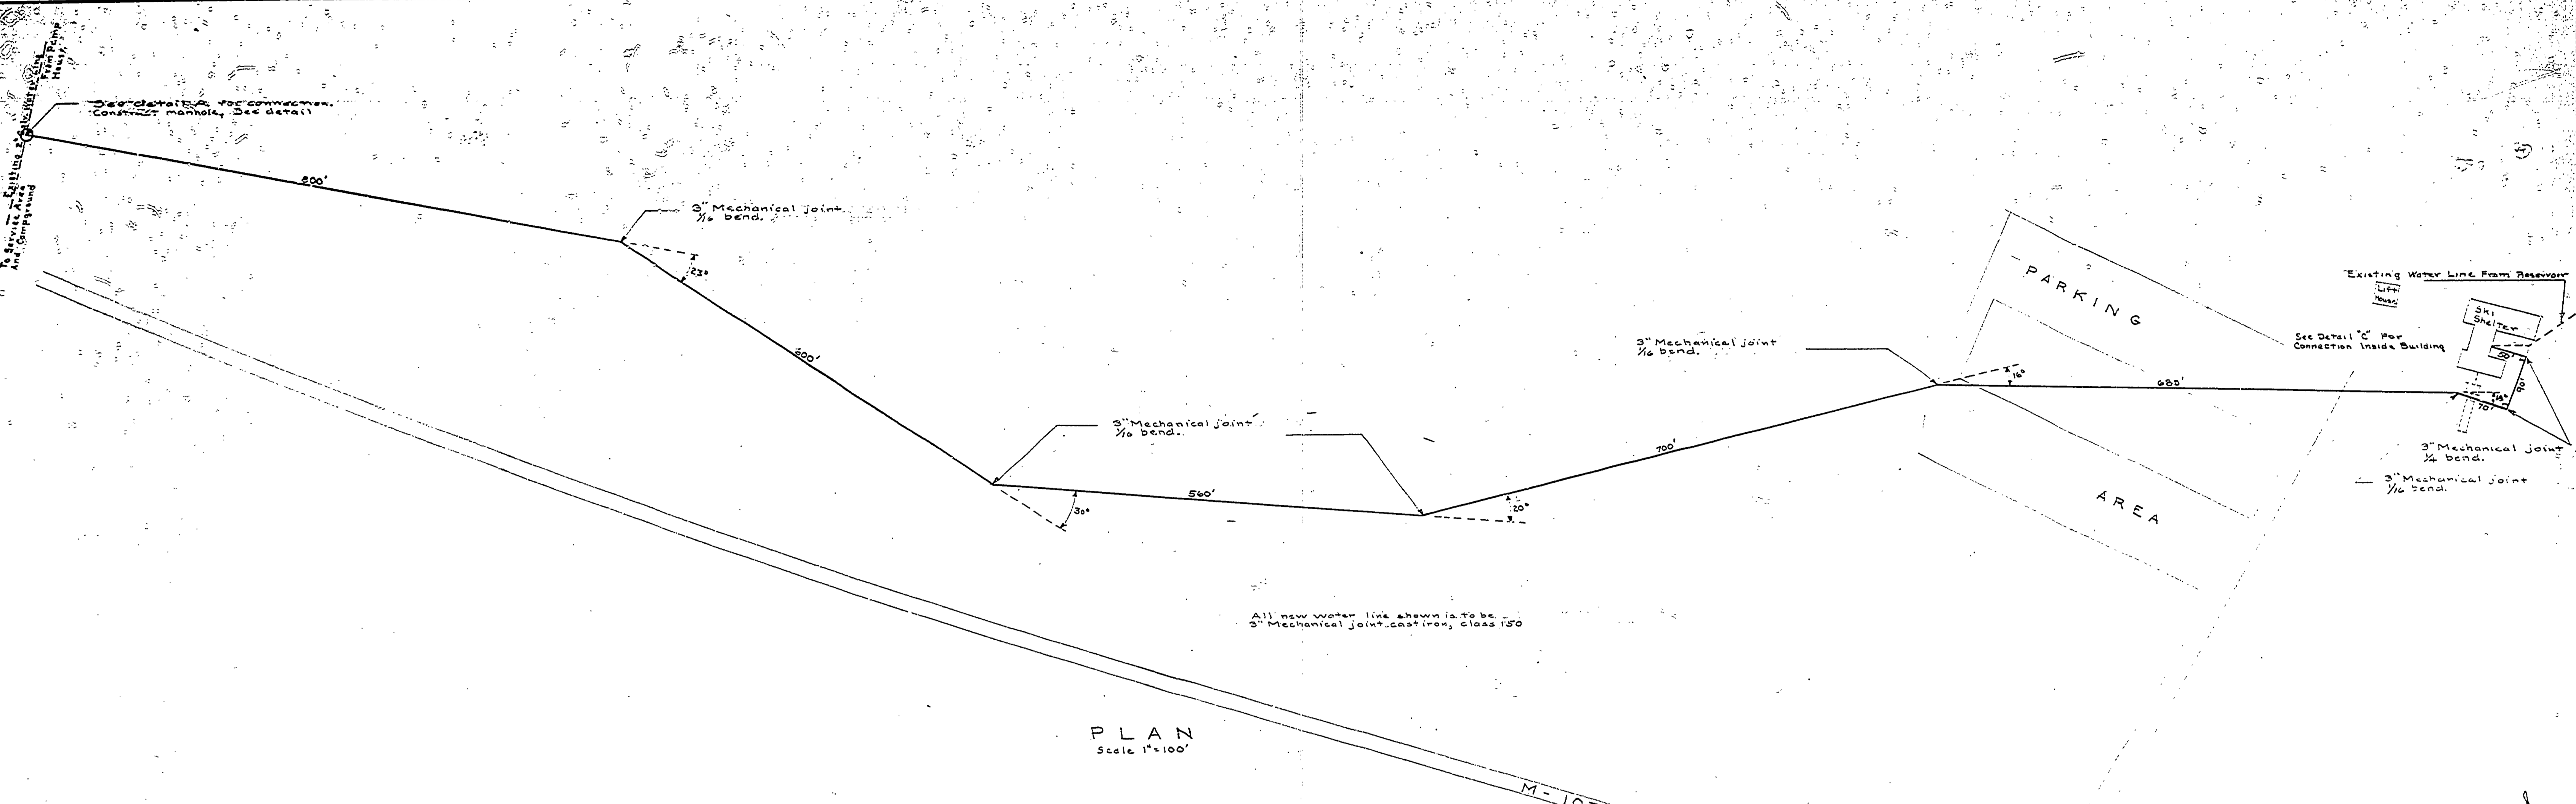 From Pump
House
Existing 2" Galv. Water Line
To Service Area
And Campground
See detail A for connection.
Construct manhole, See detail
800'
3" Mechanical joint
1/16 bend.
23°
600'
3" Mechanical joint
1/16 bend.
560'
30°
20°
700'
3" Mechanical joint
1/16 bend.
16°
PARKING
AREA
685'
Existing Water Line From Reservoir
Lift
House
Ski
Shelter
See Detail "C" For
Connection Inside Building
50'
90'
70'
3" Mechanical joint
1/4 bend.
3" Mechanical joint
1/16 bend.
All new water line shown is to be
3" Mechanical joint cast iron, class 150
PLAN
Scale 1"=100'